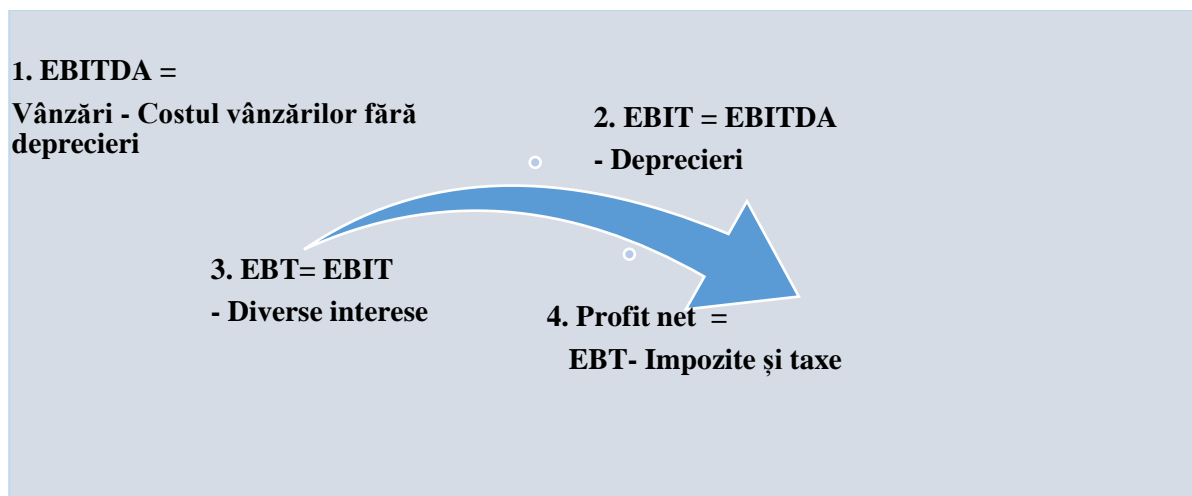 1. EBITDA =
Vânzări - Costul vânzărilor fără
deprecieri
2. EBIT = EBITDA
- Deprecieri
3. EBT= EBIT
- Diverse interese
4. Profit net =
EBT- Impozite și taxe